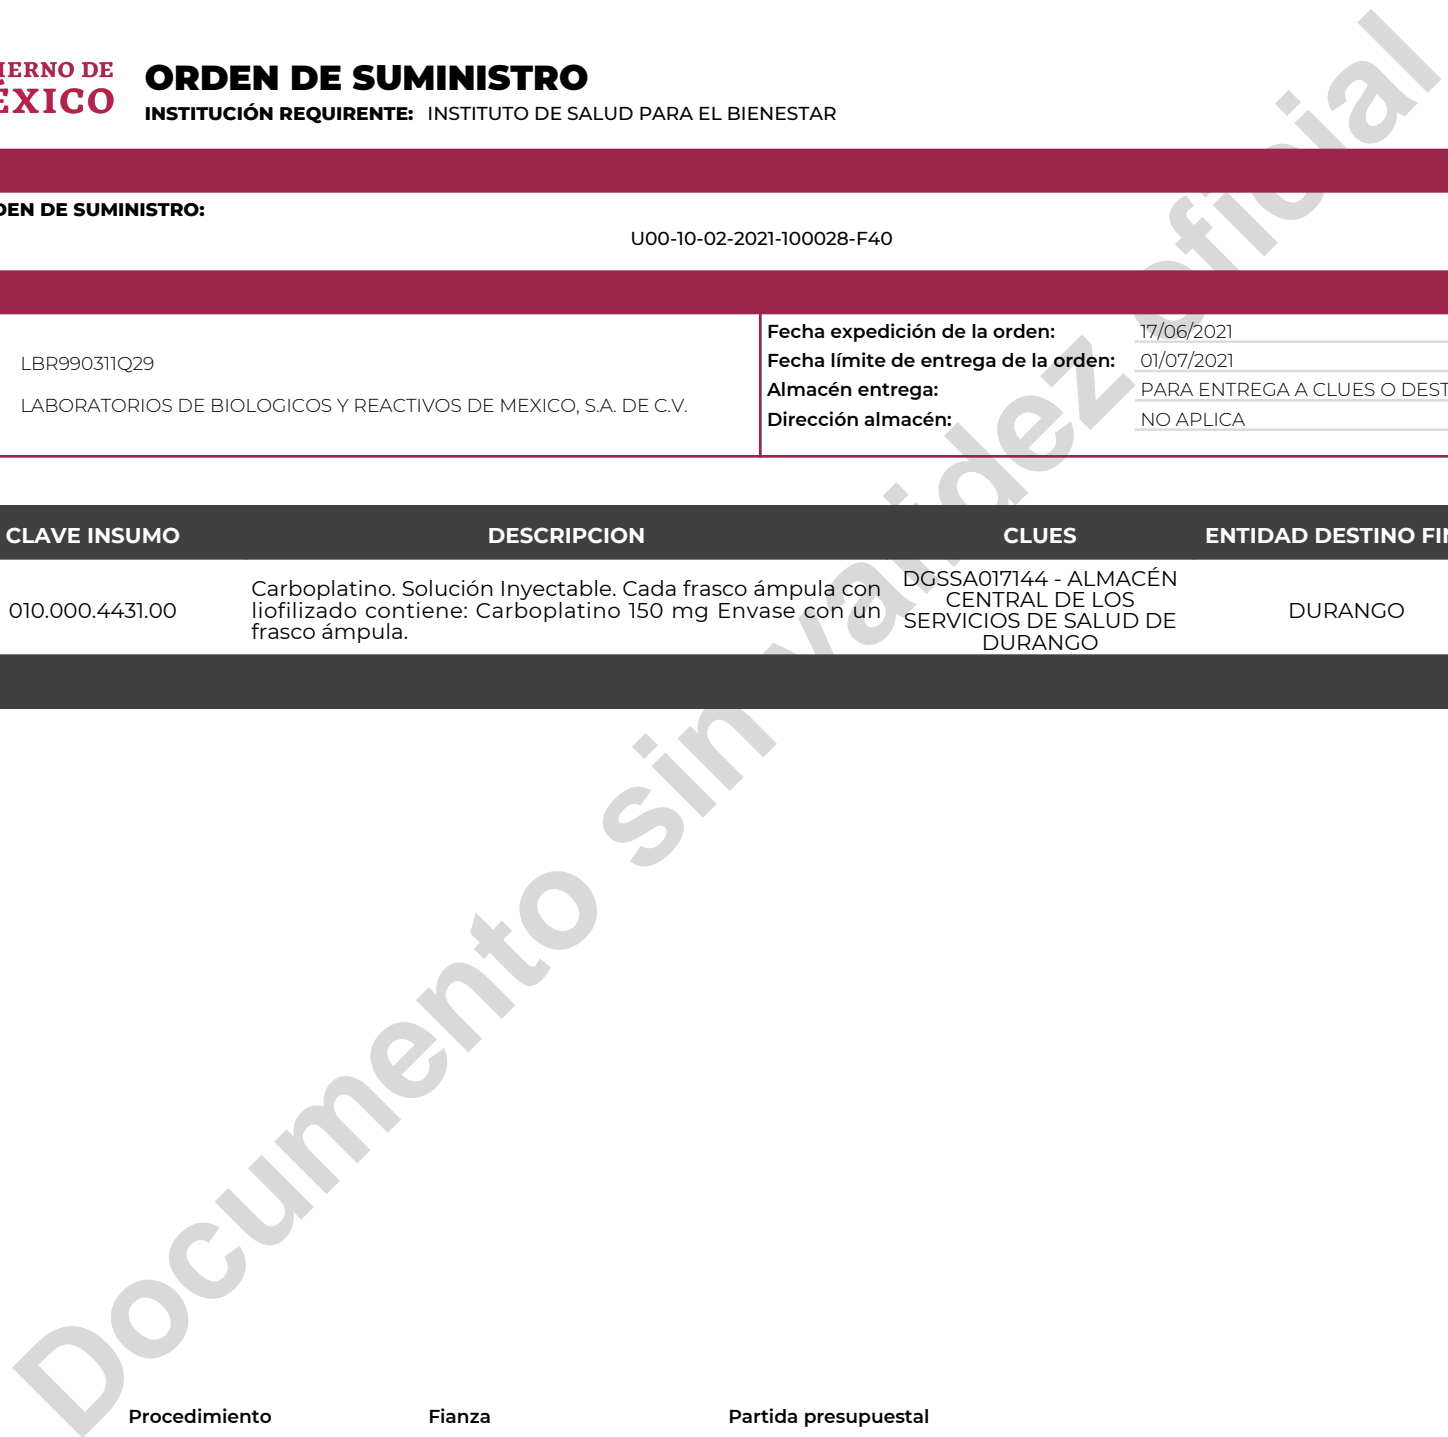 IERNO DE
ÉXICO
ORDEN DE SUMINISTRO
INSTITUCIÓN REQUIRENTE: INSTITUTO DE SALUD PARA EL BIENESTAR
DEN DE SUMINISTRO:
U00-10-02-2021-100028-F40
LBR990311Q29
LABORATORIOS DE BIOLOGICOS Y REACTIVOS DE MEXICO, S.A. DE C.V.
Fecha expedición de la orden: 17/06/2021
Fecha límite de entrega de la orden: 01/07/2021
Almacén entrega: PARA ENTREGA A CLUES O DEST
Dirección almacén: NO APLICA
CLAVE INSUMO DESCRIPCION CLUES ENTIDAD DESTINO FIN
010.000.4431.00
Carboplatino. Solución Inyectable. Cada frasco ámpula con
liofilizado contiene: Carboplatino 150 mg Envase con un
frasco ámpula.
DGSSA017144 - ALMACÉN
CENTRAL DE LOS
SERVICIOS DE SALUD DE
DURANGO
DURANGO
Documento sin validez oficial
Procedimiento Fianza Partida presupuestal